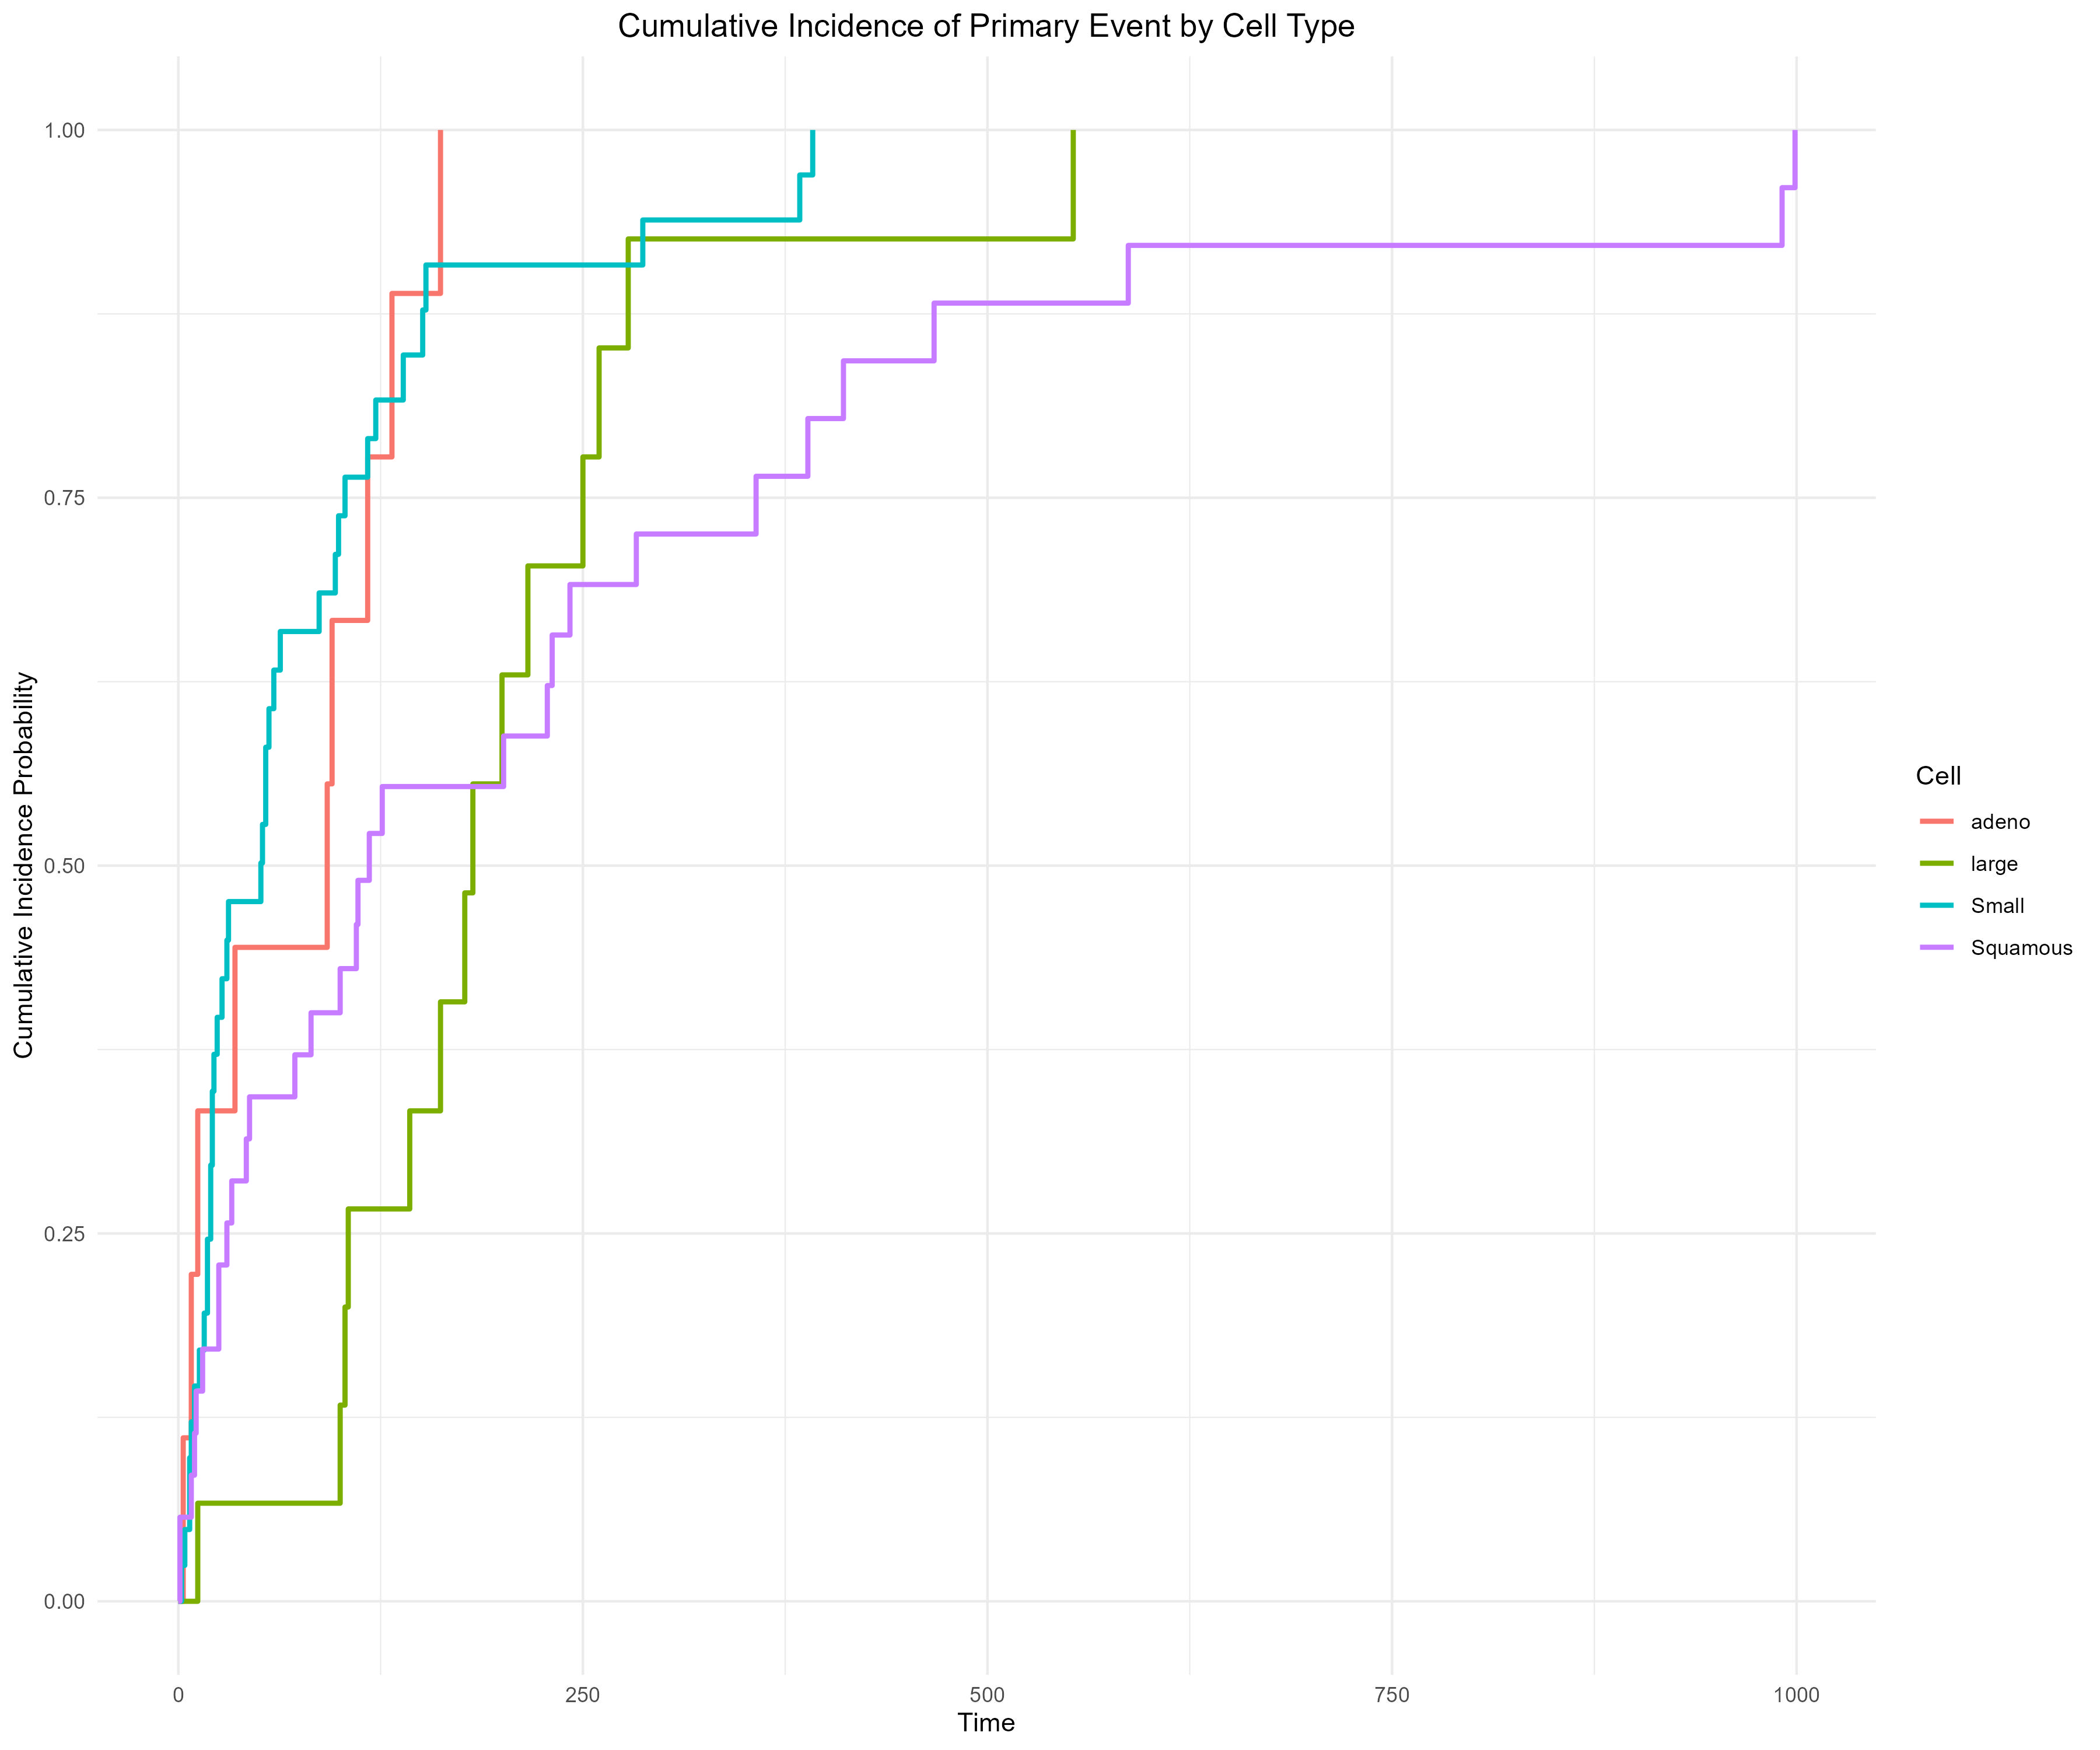 Cumulative Incidence of Primary Event by Cell Type
Cumulative Incidence Probability
1.00
0.75
0.50
0.25
0.00
0
250
500
750
1000
Time
Cell
adeno
large
Small
Squamous